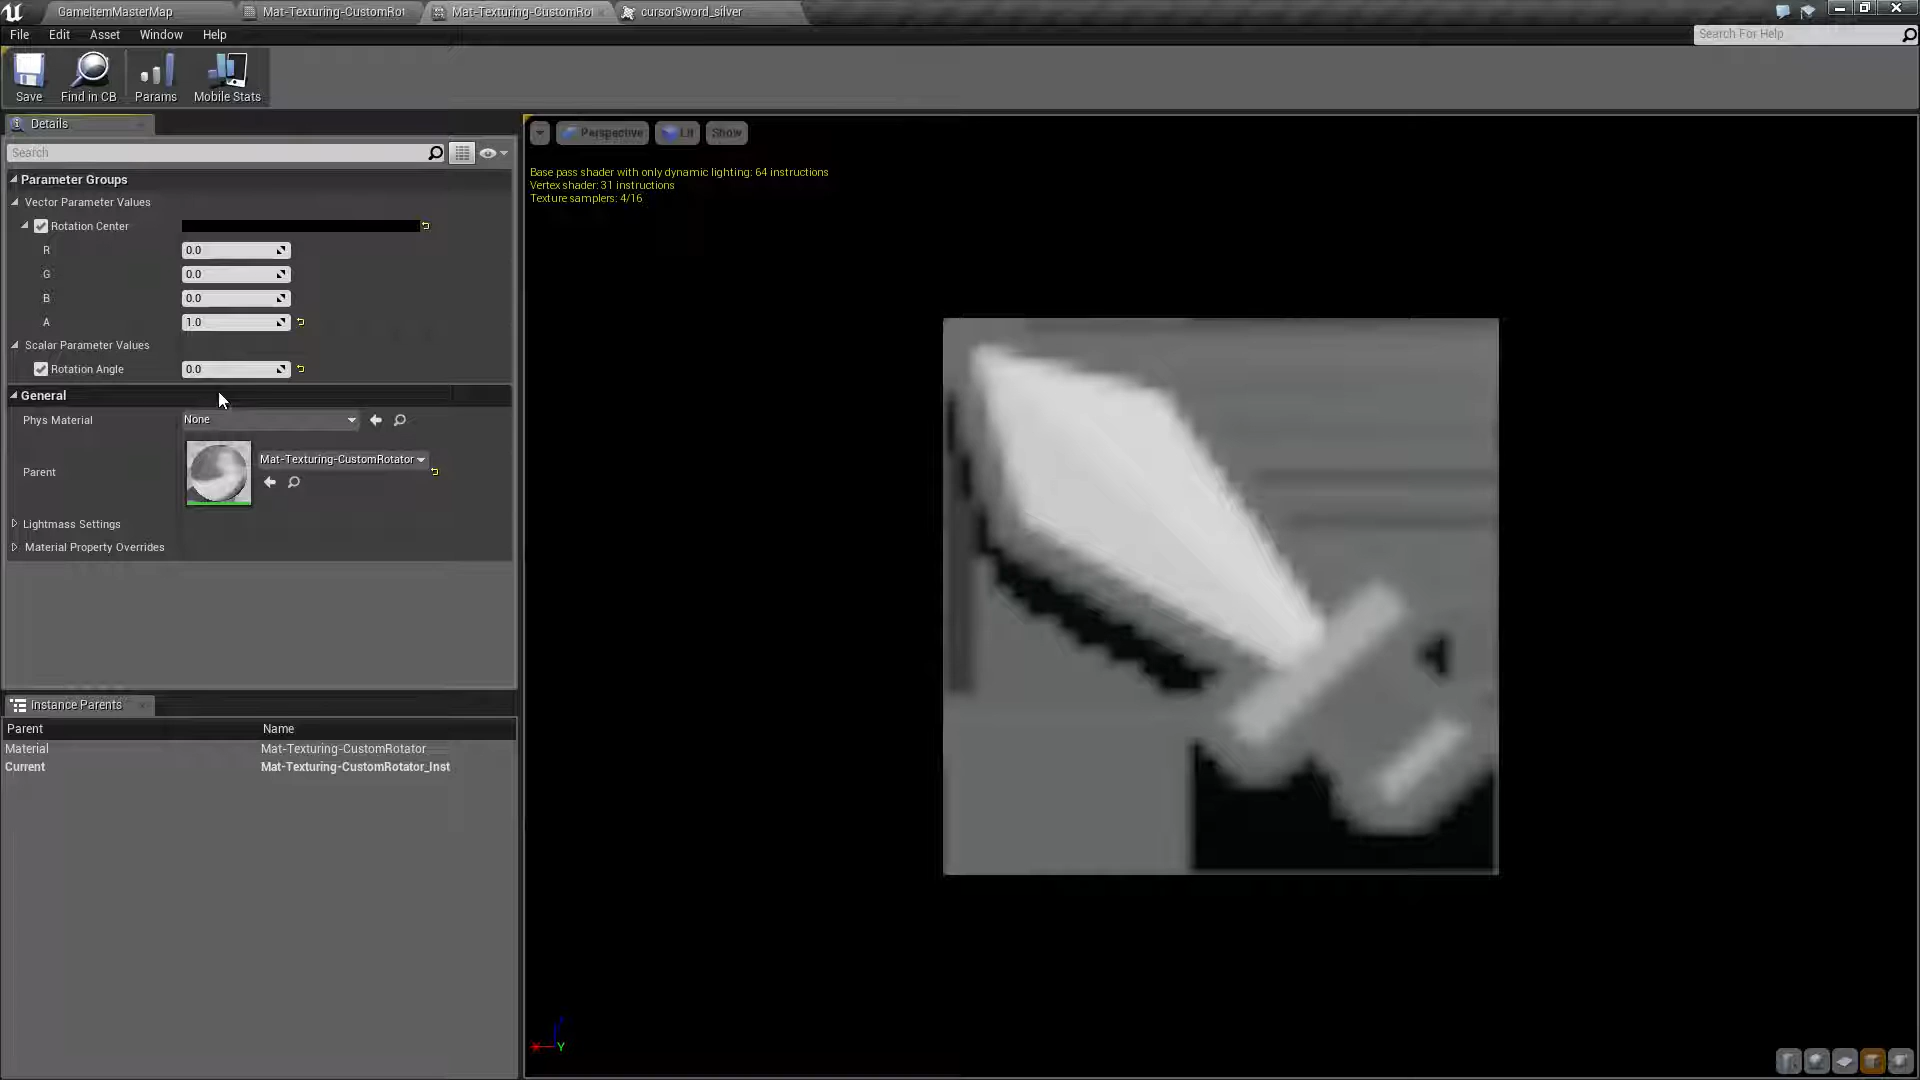 GameItemMasterMap
Mat-Texturing-CustomRot
Mat-Texturing-CustomRot
cursorSword_silver
File Edit Asset Window Help
Search For Help
Save Find in CB Params Mobile Stats
Details
Search
Parameter Groups
Vector Parameter Values
Rotation Center
R 0.0
G 0.0
B 0.0
A 1.0
Scalar Parameter Values
Rotation Angle 0.0
General
Phys Material None
Parent Mat-Texturing-CustomRotator
Lightmass Settings
Material Property Overrides
Instance Parents
Parent Name
Material Mat-Texturing-CustomRotator
Current Mat-Texturing-CustomRotator_Inst
Perspective Lit Show
Base pass shader with only dynamic lighting: 64 instructions
Vertex shader: 31 instructions
Texture samplers: 4/16
Y